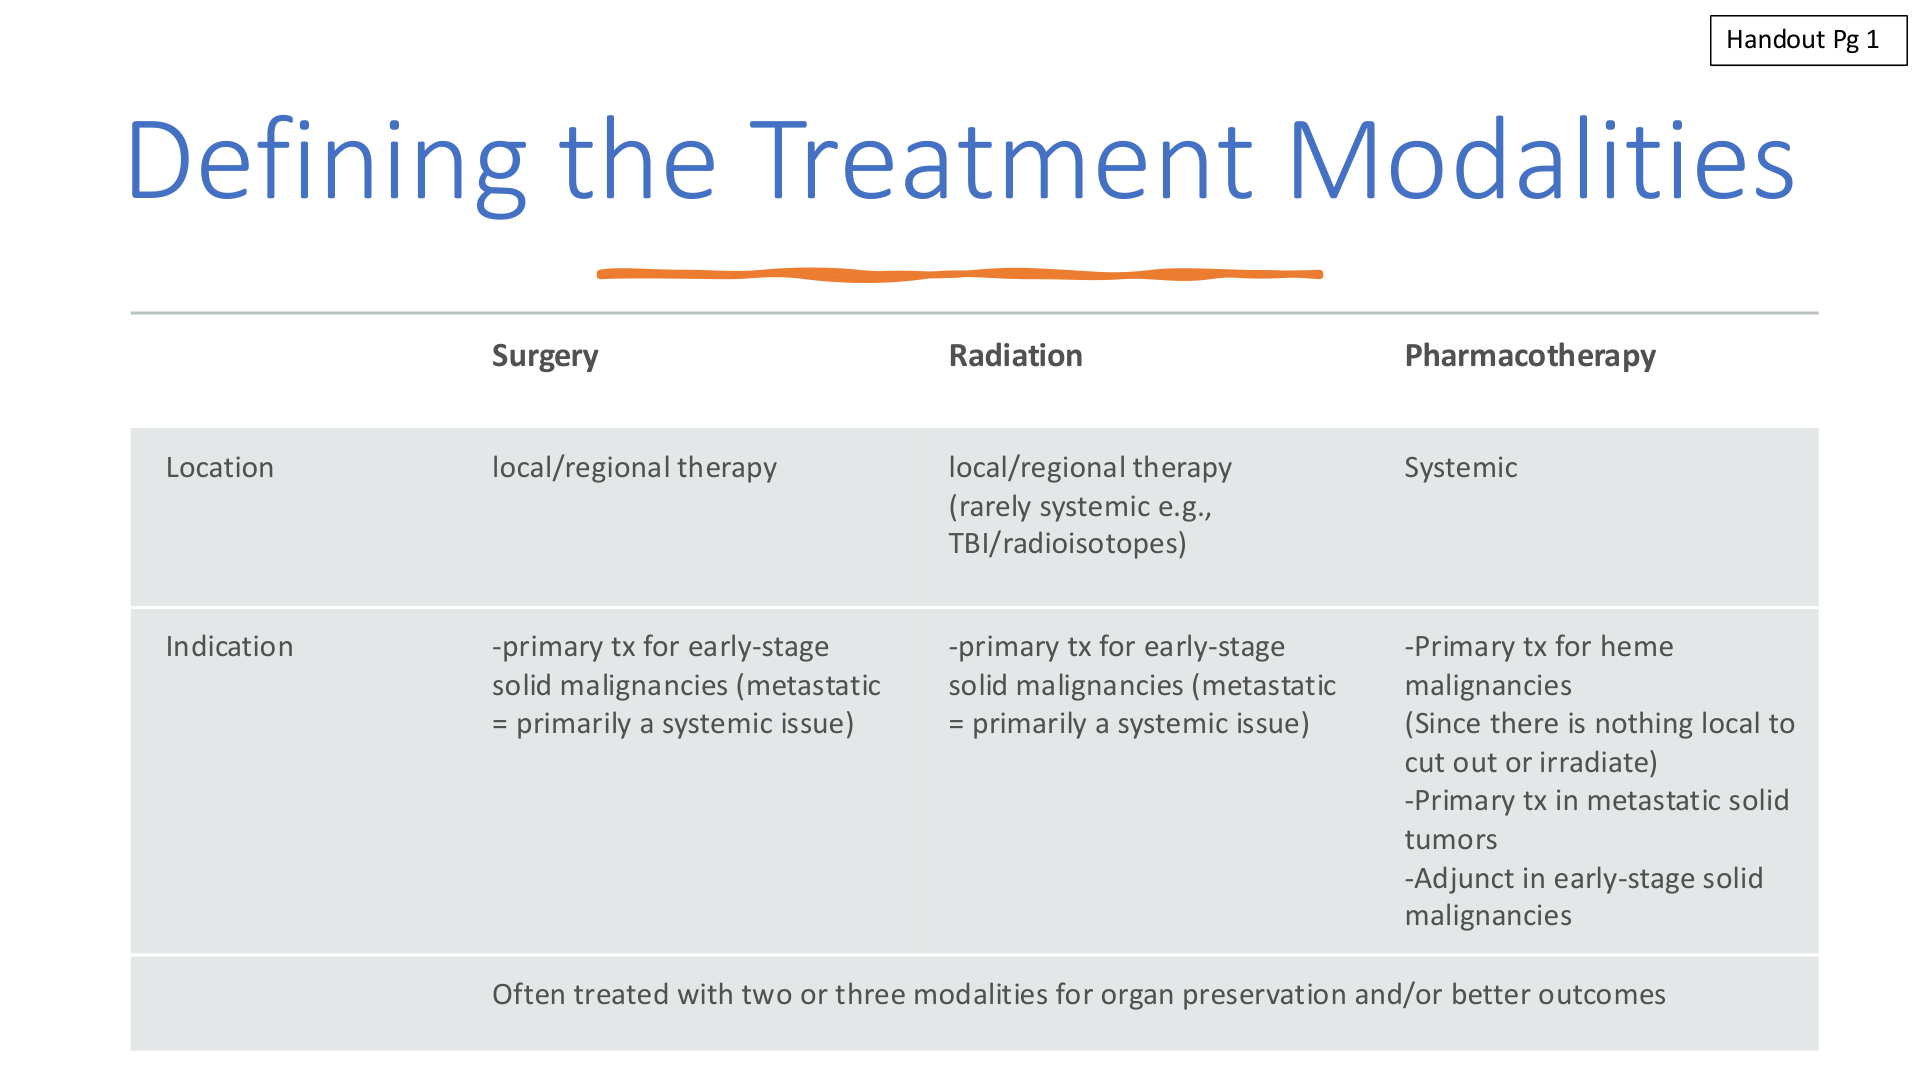 Handout Pg 1
Defining the Treatment Modalities
Surgery
Radiation
Pharmacotherapy
Location
local/regional therapy
local/regional therapy
(rarely systemic e.g.,
TBI/radioisotopes)
Systemic
Indication
-primary tx for early-stage
solid malignancies (metastatic
= primarily a systemic issue)
-primary tx for early-stage
solid malignancies (metastatic
= primarily a systemic issue)
-Primary tx for heme
malignancies
(Since there is nothing local to
cut out or irradiate)
-Primary tx in metastatic solid
tumors
-Adjunct in early-stage solid
malignancies
Often treated with two or three modalities for organ preservation and/or better outcomes